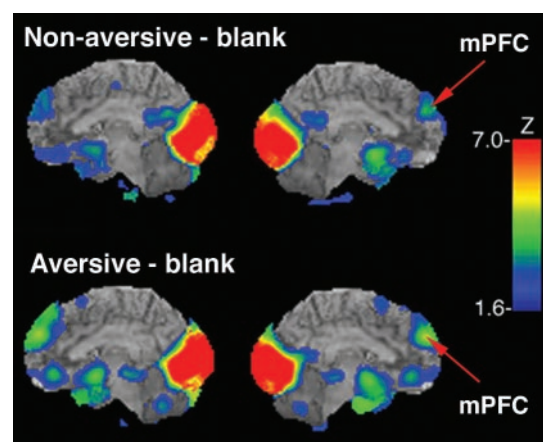 Non-aversive - blank
mPFC
Z
7.0-
Aversive - blank
1.6-
mPFC